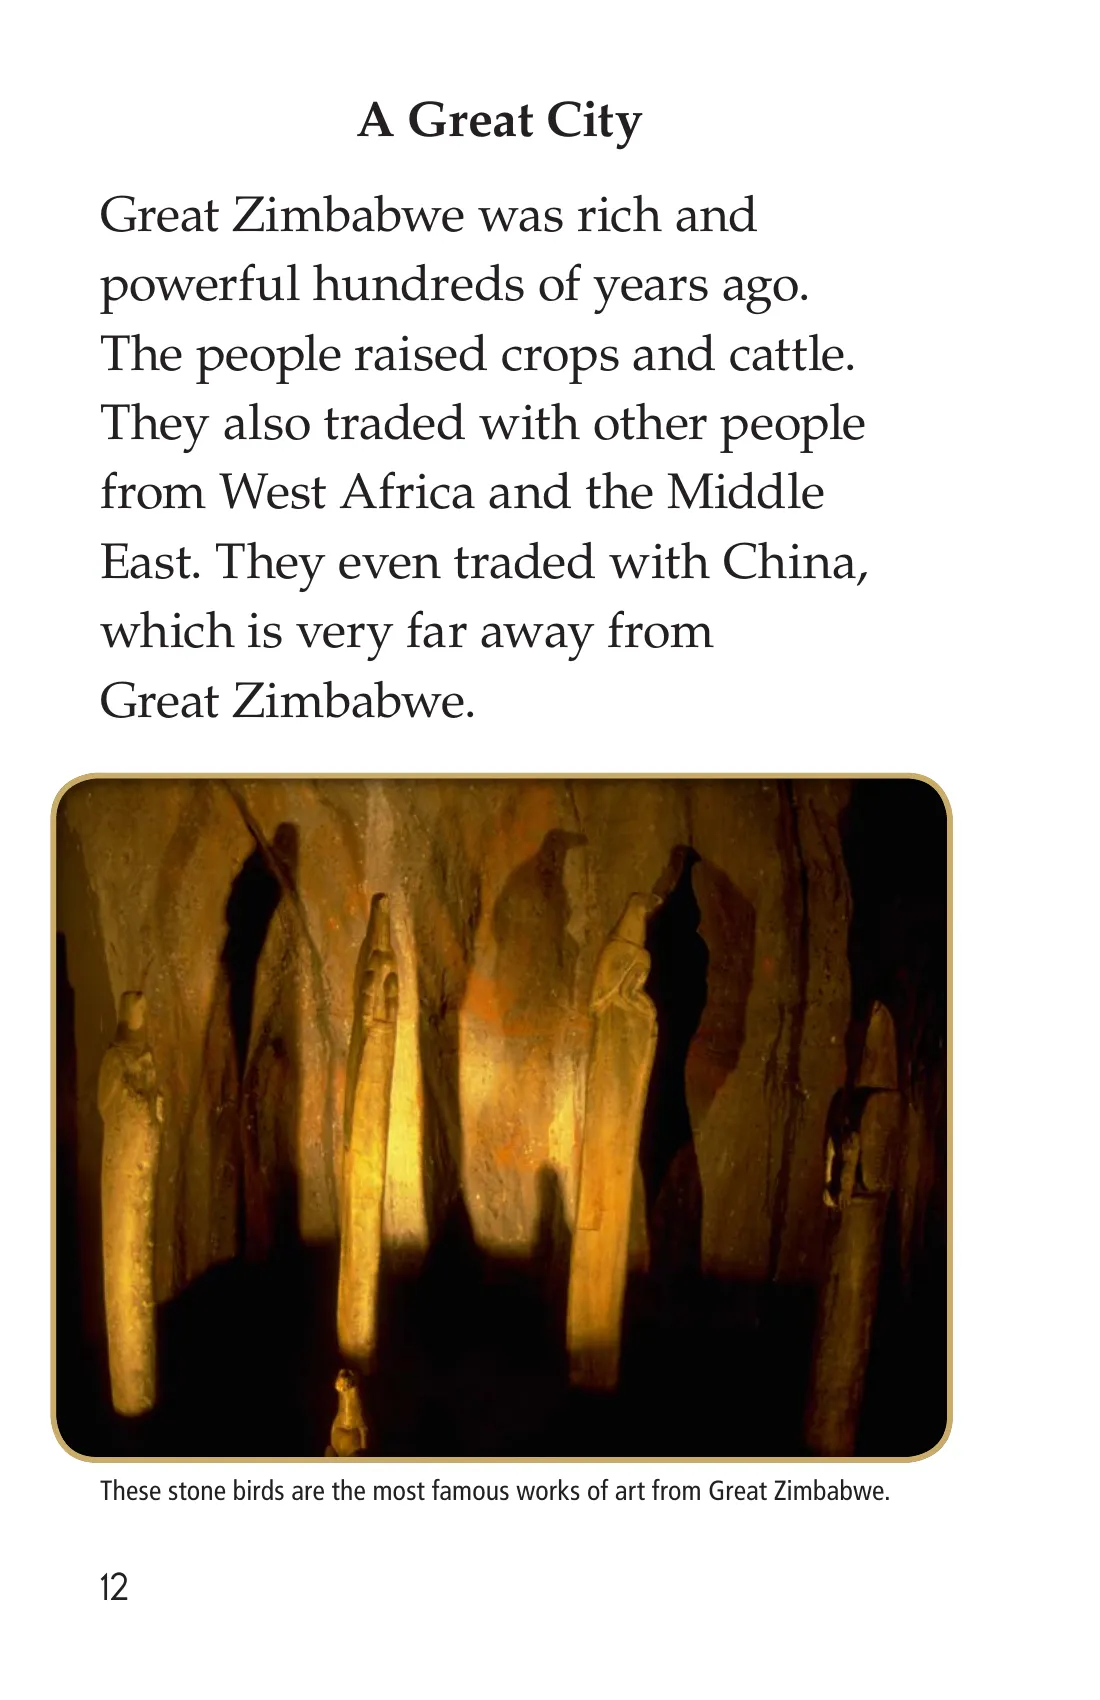 A Great City
Great Zimbabwe was rich and
powerful hundreds of years ago.
The people raised crops and cattle.
They also traded with other people
from West Africa and the Middle
East. They even traded with China,
which is very far away from
Great Zimbabwe.
These stone birds are the most famous works of art from Great Zimbabwe.
12